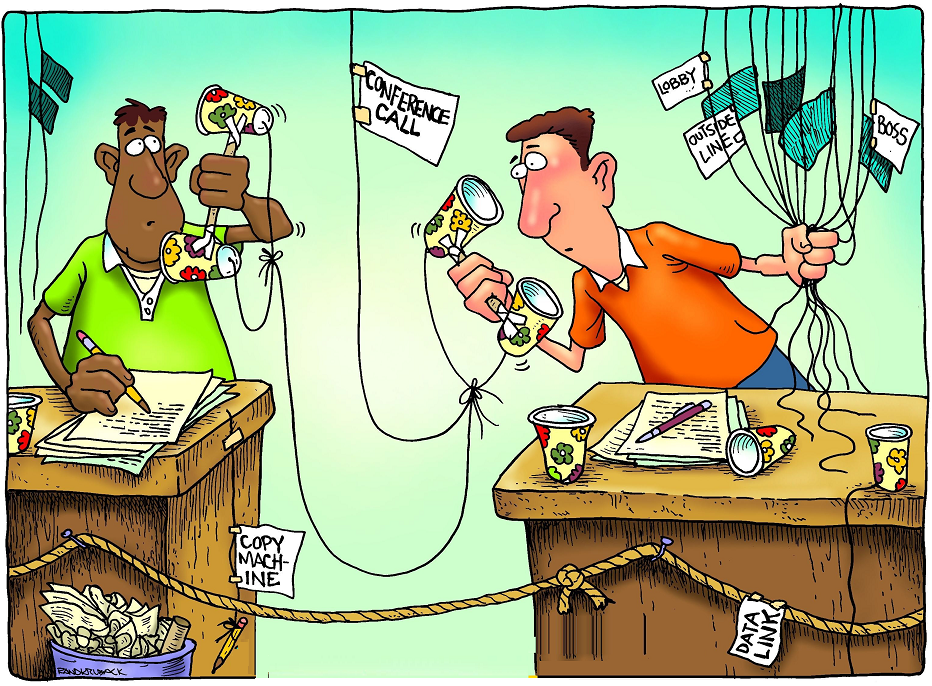 CONFERENCE
CALL
LOBBY
OUTSIDE
LINE
BOSS
COPY
MACH-
INE
DATA
LINK